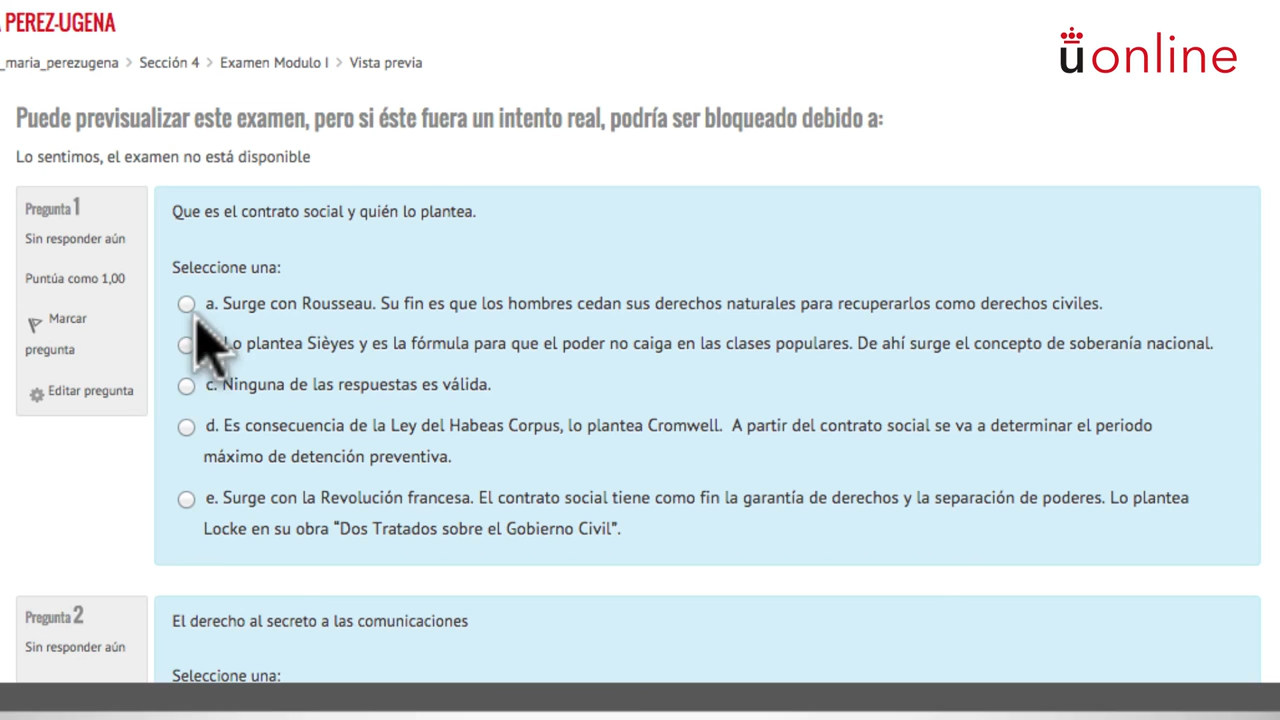 PEREZ-UGENA
uonline
_maria_perezugena > Sección 4 > Examen Modulo I > Vista previa
Puede previsualizar este examen, pero si éste fuera un intento real, podría ser bloqueado debido a:
Lo sentimos, el examen no está disponible
Pregunta 1
Sin responder aún
Puntúa como 1,00
Marcar
pregunta
Editar pregunta
Que es el contrato social y quién lo plantea.
Seleccione una:
a. Surge con Rousseau. Su fin es que los hombres cedan sus derechos naturales para recuperarlos como derechos civiles.
Lo plantea Sièyes y es la fórmula para que el poder no caiga en las clases populares. De ahí surge el concepto de soberanía nacional.
c. Ninguna de las respuestas es válida.
d. Es consecuencia de la Ley del Habeas Corpus, lo plantea Cromwell. A partir del contrato social se va a determinar el periodo
máximo de detención preventiva.
e. Surge con la Revolución francesa. El contrato social tiene como fin la garantía de derechos y la separación de poderes. Lo plantea
Locke en su obra “Dos Tratados sobre el Gobierno Civil”.
Pregunta 2
Sin responder aún
El derecho al secreto a las comunicaciones
Seleccione una: